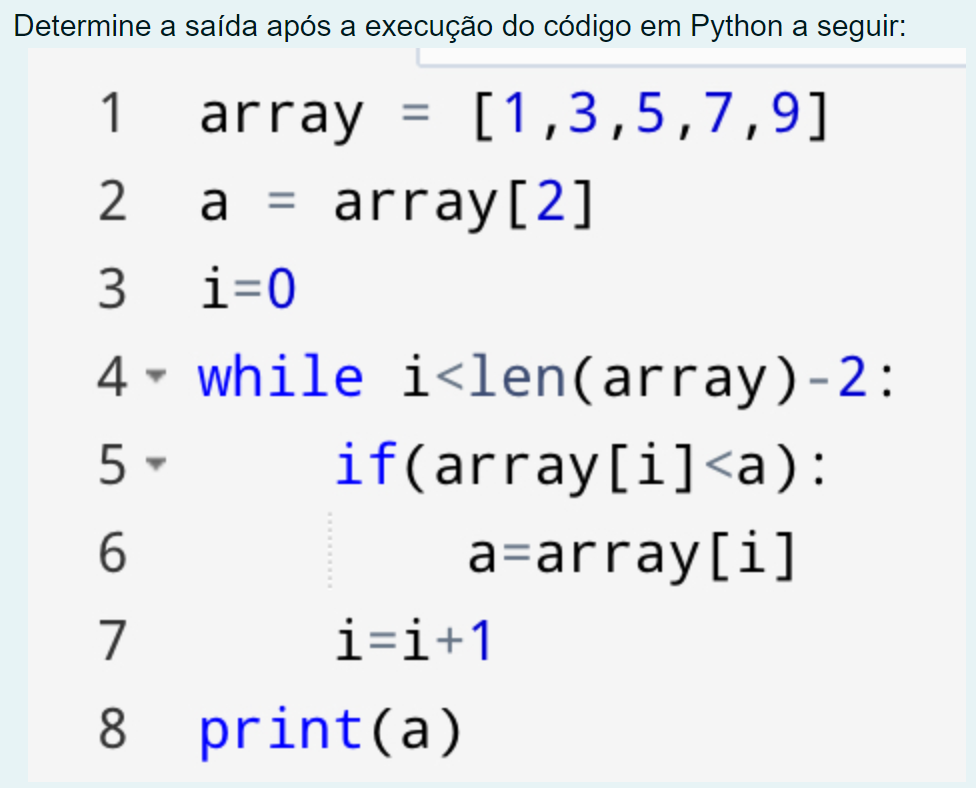 Determine a saída após a execução do código em Python a seguir:
1 array = [1,3,5,7,9]
2 a = array[2]
3 i=0
4 while i<len(array)-2:
5     if(array[i]<a):
6         a=array[i]
7     i=i+1
8 print(a)